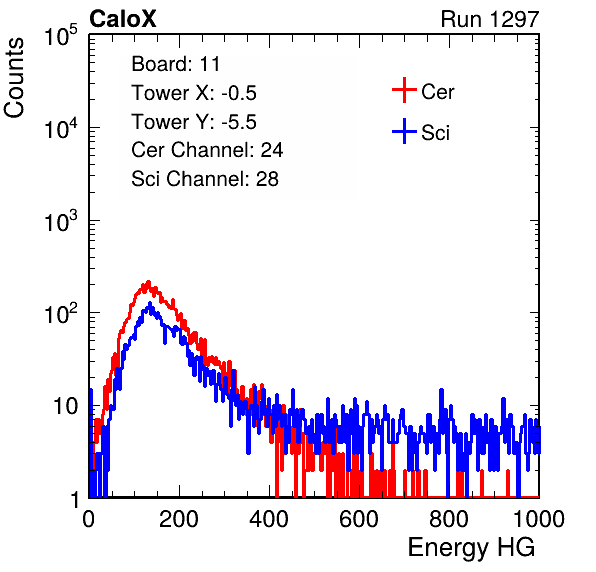 CaloX
Run 1297
Counts
10^5
10^4
10^3
10^2
10
1
Board: 11
Tower X: -0.5
Tower Y: -5.5
Cer Channel: 24
Sci Channel: 28
Cer
Sci
0 200 400 600 800 1000
Energy HG